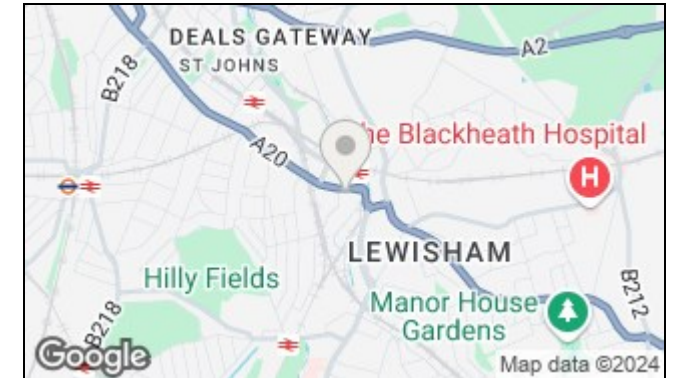 DEALS GATEWAY
A2
ST JOHNS
B218
A20
he Blackheath Hospital
H
LEWISHAM
Hilly Fields
Manor House
Gardens
B212
B218
Google
Map data ©2024